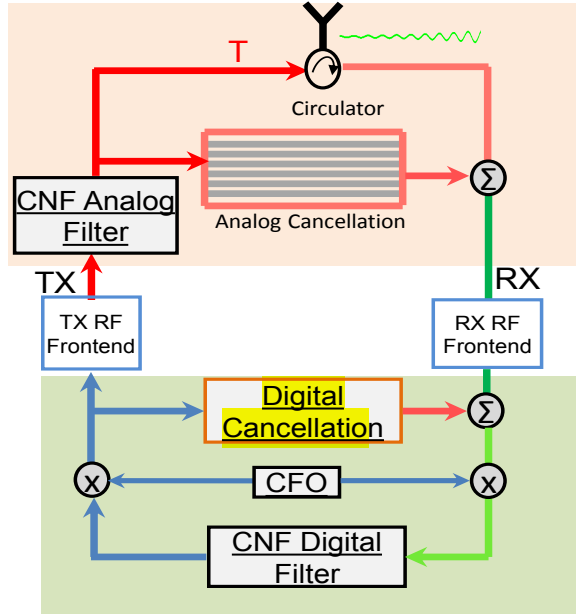 T
Circulator
Σ
CNF Analog
Filter
Analog Cancellation
TX
RX
TX RF
Frontend
RX RF
Frontend
Digital
Cancellation
Σ
x
CFO
x
CNF Digital
Filter